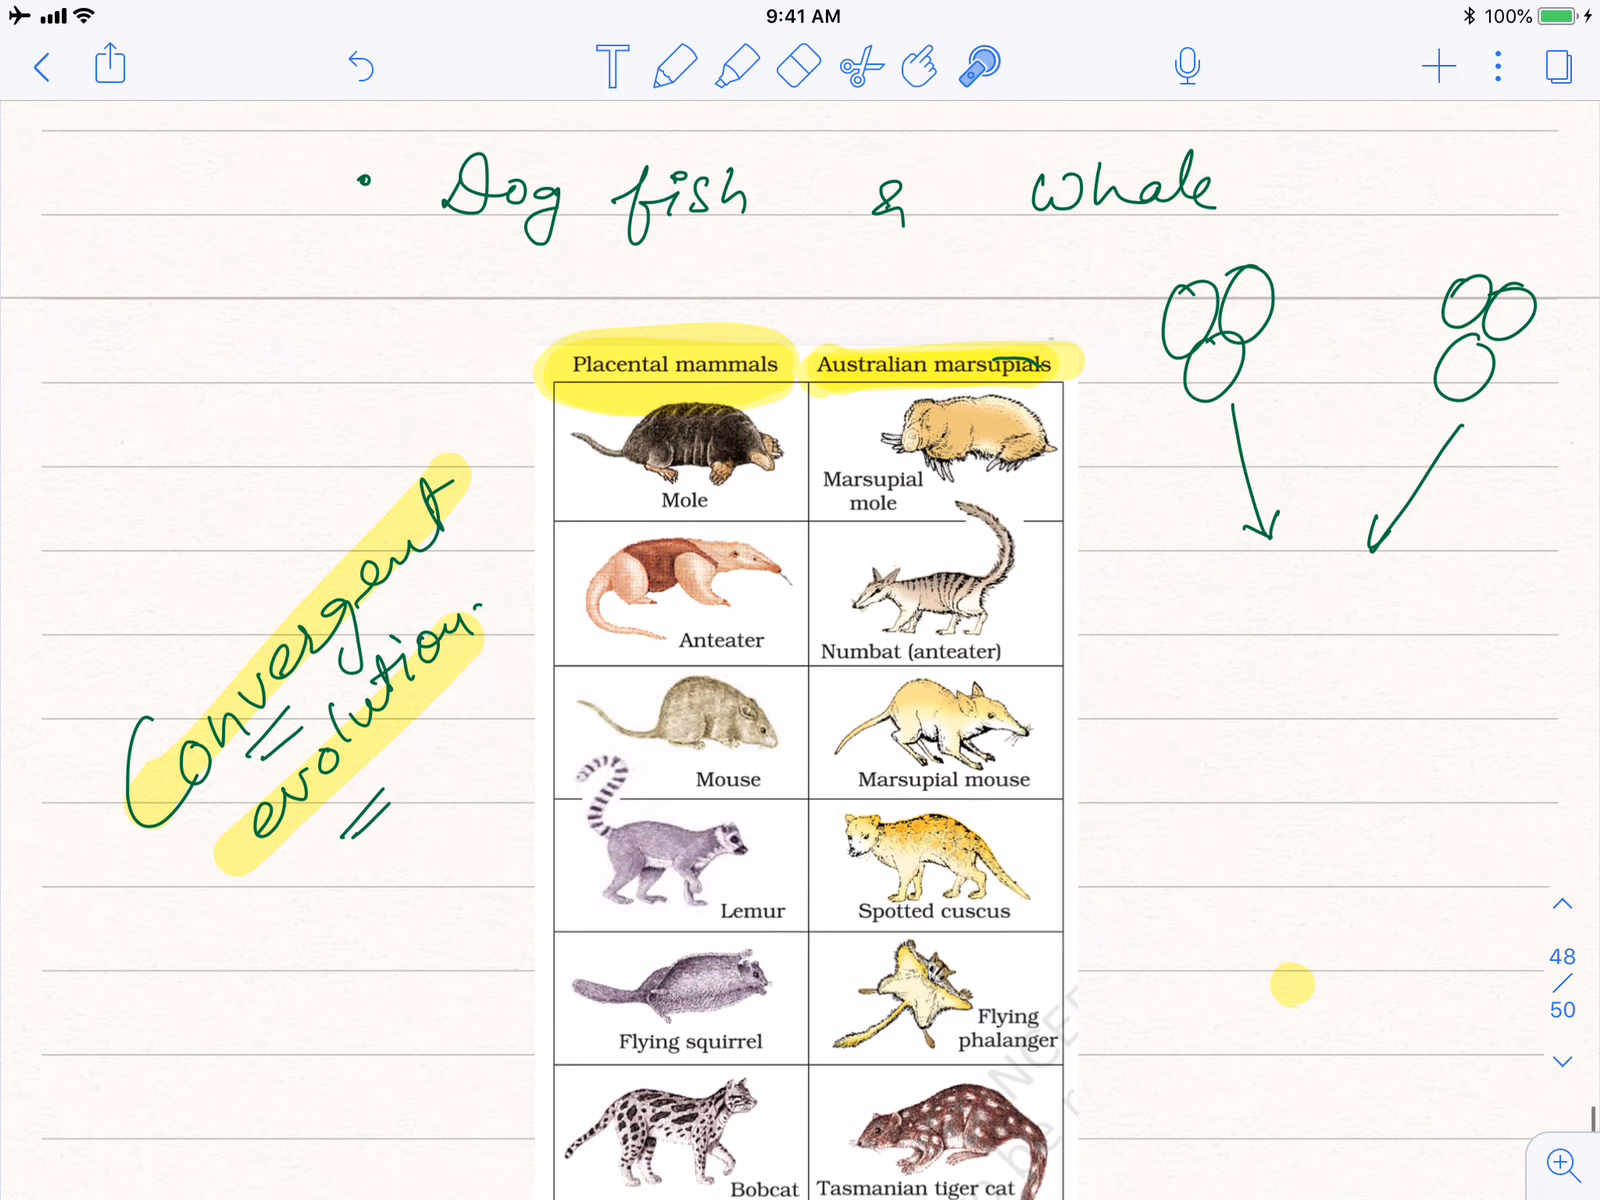 9:41 AM
100%
T
• Dog fish & Whale
Placental mammals Australian marsupials
Mole
Marsupial
mole
Anteater
Numbat (anteater)
Mouse
Marsupial mouse
Lemur
Spotted cuscus
Flying squirrel
Flying
phalanger
Bobcat
Tasmanian tiger cat
Convergent
evolution.
48
/
50